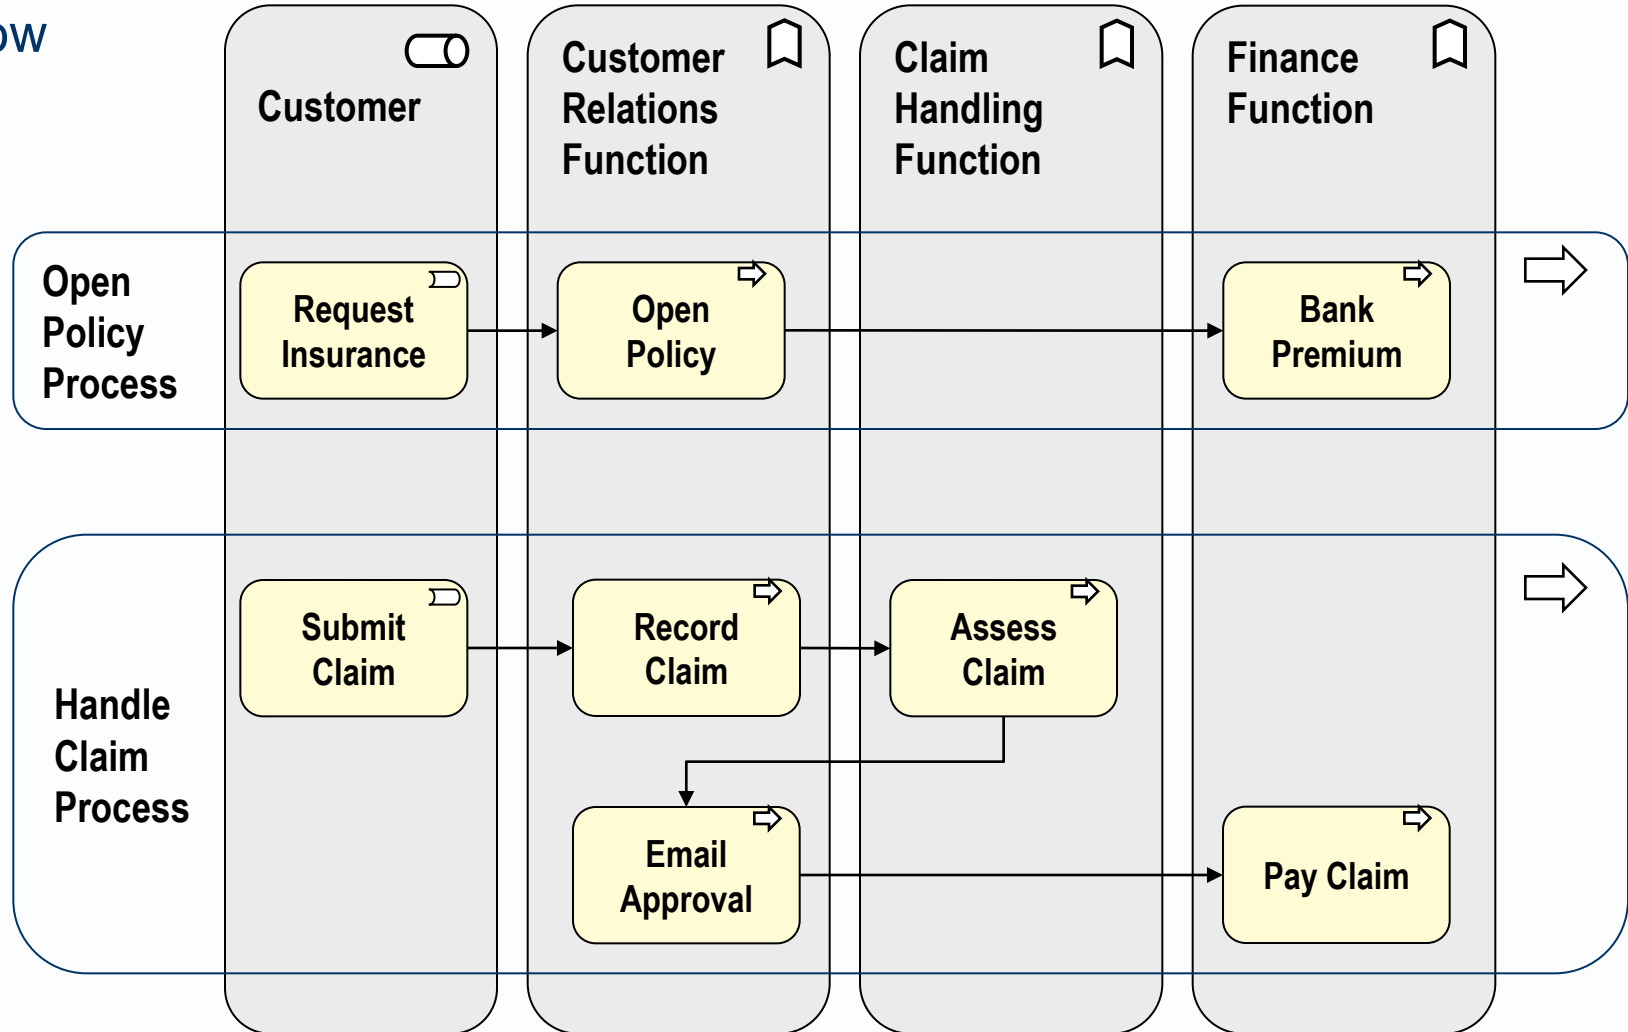 Customer
Customer
Relations
Function
Claim
Handling
Function
Finance
Function
Open
Policy
Process
Request
Insurance
Open
Policy
Bank
Premium
Handle
Claim
Process
Submit
Claim
Record
Claim
Assess
Claim
Email
Approval
Pay Claim